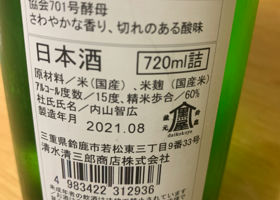 協会701号酵母
さわやかな香り、切れのある酸味
日本酒
720ml詰
原材料/米(国産)、米麹(国産米)
アルコール度数/15度、精米歩合/60%
杜氏氏名/内山智広
製造年月 2021.08
三重県鈴鹿市若松東三丁目9番33号
清水清三郎商店株式会社
4 983422 312936